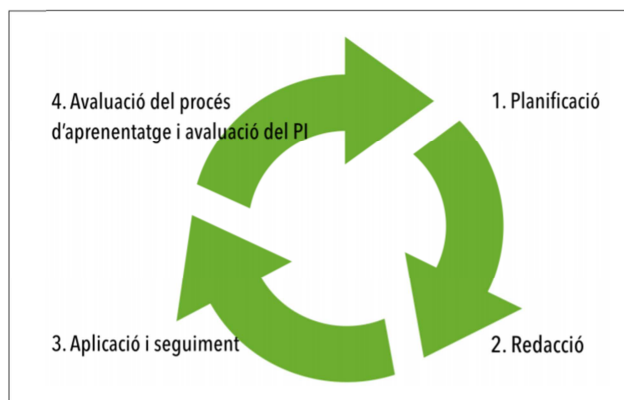 4. Avaluació del procés
d'aprenentatge i avaluació del PI
1. Planificació
3. Aplicació i seguiment
2. Redacció